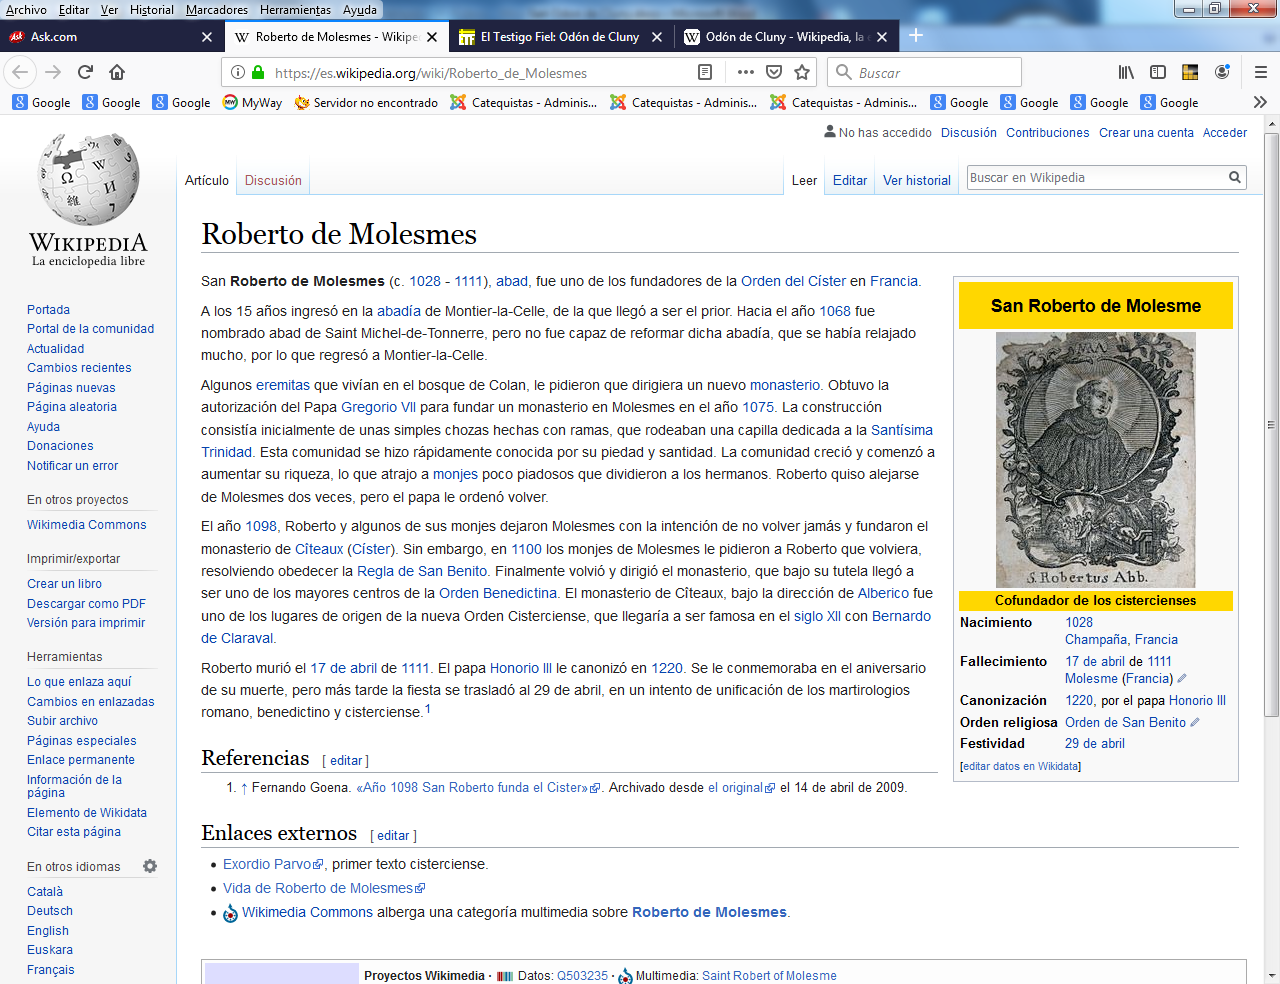 Archivo Editar Ver Historial Marcadores Herramientas Ayuda
Ask.com
Roberto de Molesmes - Wikipe
El Testigo Fiel: Odón de Cluny
Odón de Cluny - Wikipedia, la e
https://es.wikipedia.org/wiki/Roberto_de_Molesmes
Buscar
Google Google Google MyWay Servidor no encontrado Catequistas - Adminis... Catequistas - Adminis... Catequistas - Adminis... Google Google Google Google
No has accedido Discusión Contribuciones Crear una cuenta Acceder
Artículo Discusión Leer Editar Ver historial Buscar en Wikipedia
WIKIPEDIA
La enciclopedia libre
Portada
Portal de la comunidad
Actualidad
Cambios recientes
Páginas nuevas
Página aleatoria
Ayuda
Donaciones
Notificar un error
En otros proyectos
Wikimedia Commons
Imprimir/exportar
Crear un libro
Descargar como PDF
Versión para imprimir
Herramientas
Lo que enlaza aquí
Cambios en enlazadas
Subir archivo
Páginas especiales
Enlace permanente
Información de la
página
Elemento de Wikidata
Citar esta página
En otros idiomas
Català
Deutsch
English
Euskara
Français
Roberto de Molesmes
San Roberto de Molesmes (c. 1028 - 1111), abad, fue uno de los fundadores de la Orden del Císter en Francia.
A los 15 años ingresó en la abadía de Montier-la-Celle, de la que llegó a ser el prior. Hacia el año 1068 fue
nombrado abad de Saint Michel-de-Tonnerre, pero no fue capaz de reformar dicha abadía, que se había relajado
mucho, por lo que regresó a Montier-la-Celle.
Algunos eremitas que vivían en el bosque de Colan, le pidieron que dirigiera un nuevo monasterio. Obtuvo la
autorización del Papa Gregorio VII para fundar un monasterio en Molesmes en el año 1075. La construcción
consistía inicialmente de unas simples chozas hechas con ramas, que rodeaban una capilla dedicada a la Santísima
Trinidad. Esta comunidad se hizo rápidamente conocida por su piedad y santidad. La comunidad creció y comenzó a
aumentar su riqueza, lo que atrajo a monjes poco piadosos que dividieron a los hermanos. Roberto quiso alejarse
de Molesmes dos veces, pero el papa le ordenó volver.
El año 1098, Roberto y algunos de sus monjes dejaron Molesmes con la intención de no volver jamás y fundaron el
monasterio de Cîteaux (Císter). Sin embargo, en 1100 los monjes de Molesmes le pidieron a Roberto que volviera,
resolviendo obedecer la Regla de San Benito. Finalmente volvió y dirigió el monasterio, que bajo su tutela llegó a
ser uno de los mayores centros de la Orden Benedictina. El monasterio de Cîteaux, bajo la dirección de Alberico fue
uno de los lugares de origen de la nueva Orden Cisterciense, que llegaría a ser famosa en el siglo XII con Bernardo
de Claraval.
Roberto murió el 17 de abril de 1111. El papa Honorio III le canonizó en 1220. Se le conmemoraba en el aniversario
de su muerte, pero más tarde la fiesta se trasladó al 29 de abril, en un intento de unificación de los martirologios
romano, benedictino y cisterciense.1
Referencias [ editar ]
1. ↑ Fernando Goena. «Año 1098 San Roberto funda el Cister». Archivado desde el original el 14 de abril de 2009.
Enlaces externos [ editar ]
• Exordio Parvo, primer texto cisterciense.
• Vida de Roberto de Molesmes
• Wikimedia Commons alberga una categoría multimedia sobre Roberto de Molesmes.
Proyectos Wikimedia · Datos: Q503235 · Multimedia: Saint Robert of Molesme
San Roberto de Molesme
S. Robertus Abb.
Cofundador de los cistercienses
Nacimiento 1028
Champaña, Francia
Fallecimiento 17 de abril de 1111
Molesme (Francia)
Canonización 1220, por el papa Honorio III
Orden religiosa Orden de San Benito
Festividad 29 de abril
[editar datos en Wikidata]